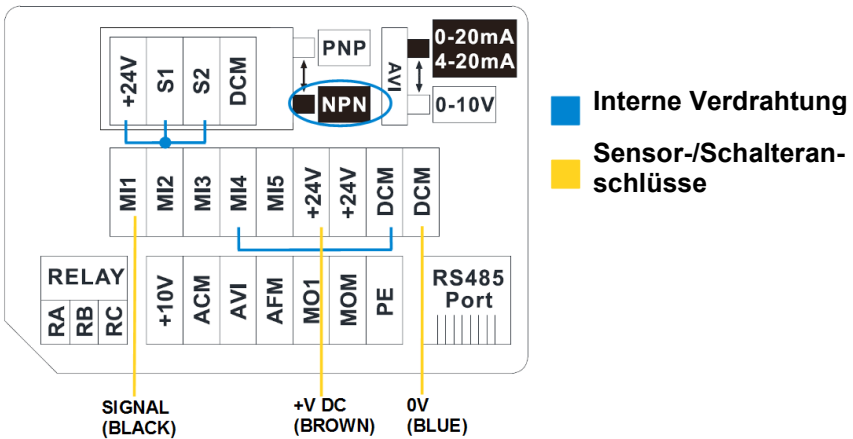 +24V
S1
S2
DCM
PNP
NPN
AVI
0-20mA
4-20mA
0-10V
MI1
MI2
MI3
MI4
MI5
+24V
+24V
DCM
DCM
RELAY
RA
RB
RC
+10V
ACM
AVI
AFM
MO1
MOM
PE
RS485
Port
SIGNAL
(BLACK)
+V DC
(BROWN)
0V
(BLUE)
Interne Verdrahtung
Sensor-/Schalteran-
schlüsse